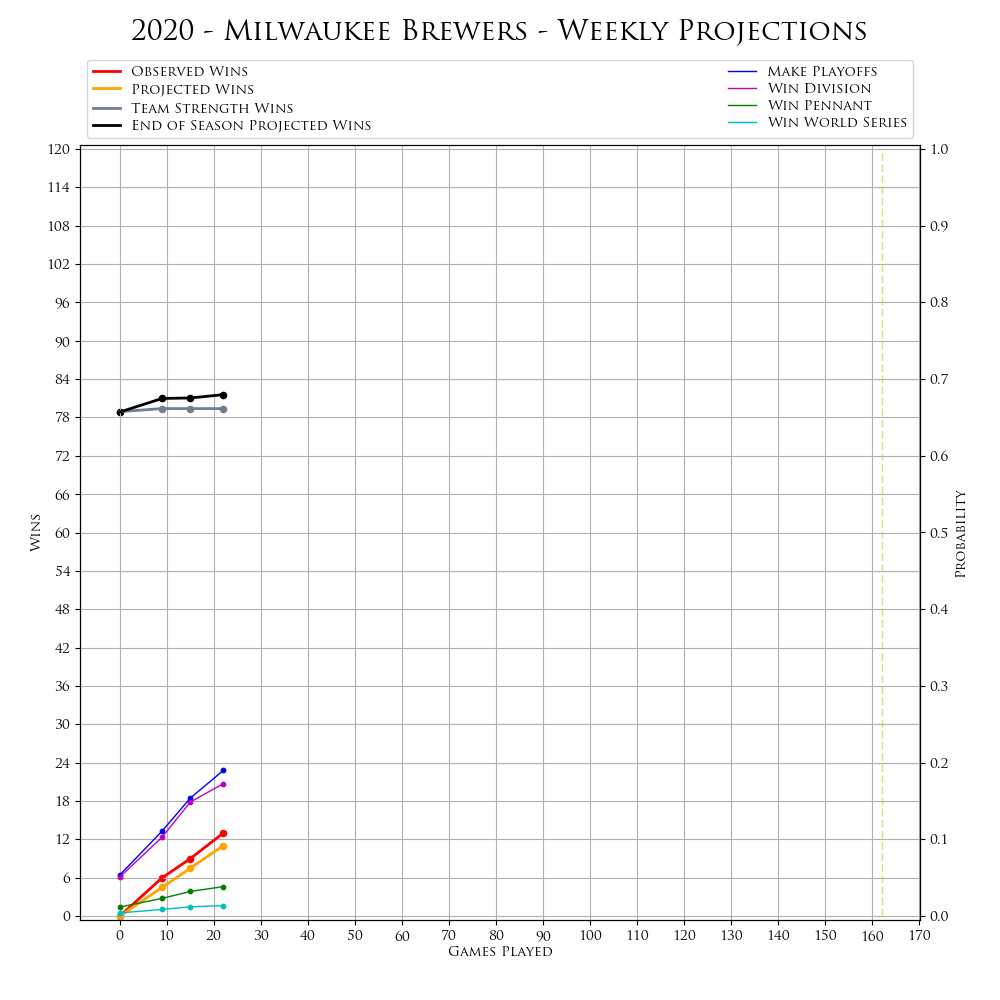 2020 - Milwaukee Brewers - Weekly Projections
Observed Wins
Projected Wins
Team Strength Wins
End of Season Projected Wins
Make Playoffs
Win Division
Win Pennant
Win World Series
120
114
108
102
96
90
84
78
72
66
60
54
48
42
36
30
24
18
12
6
0
Wins
1.0
0.9
0.8
0.7
0.6
0.5
0.4
0.3
0.2
0.1
0.0
Probability
0 10 20 30 40 50 60 70 80 90 100 110 120 130 140 150 160 170
Games Played